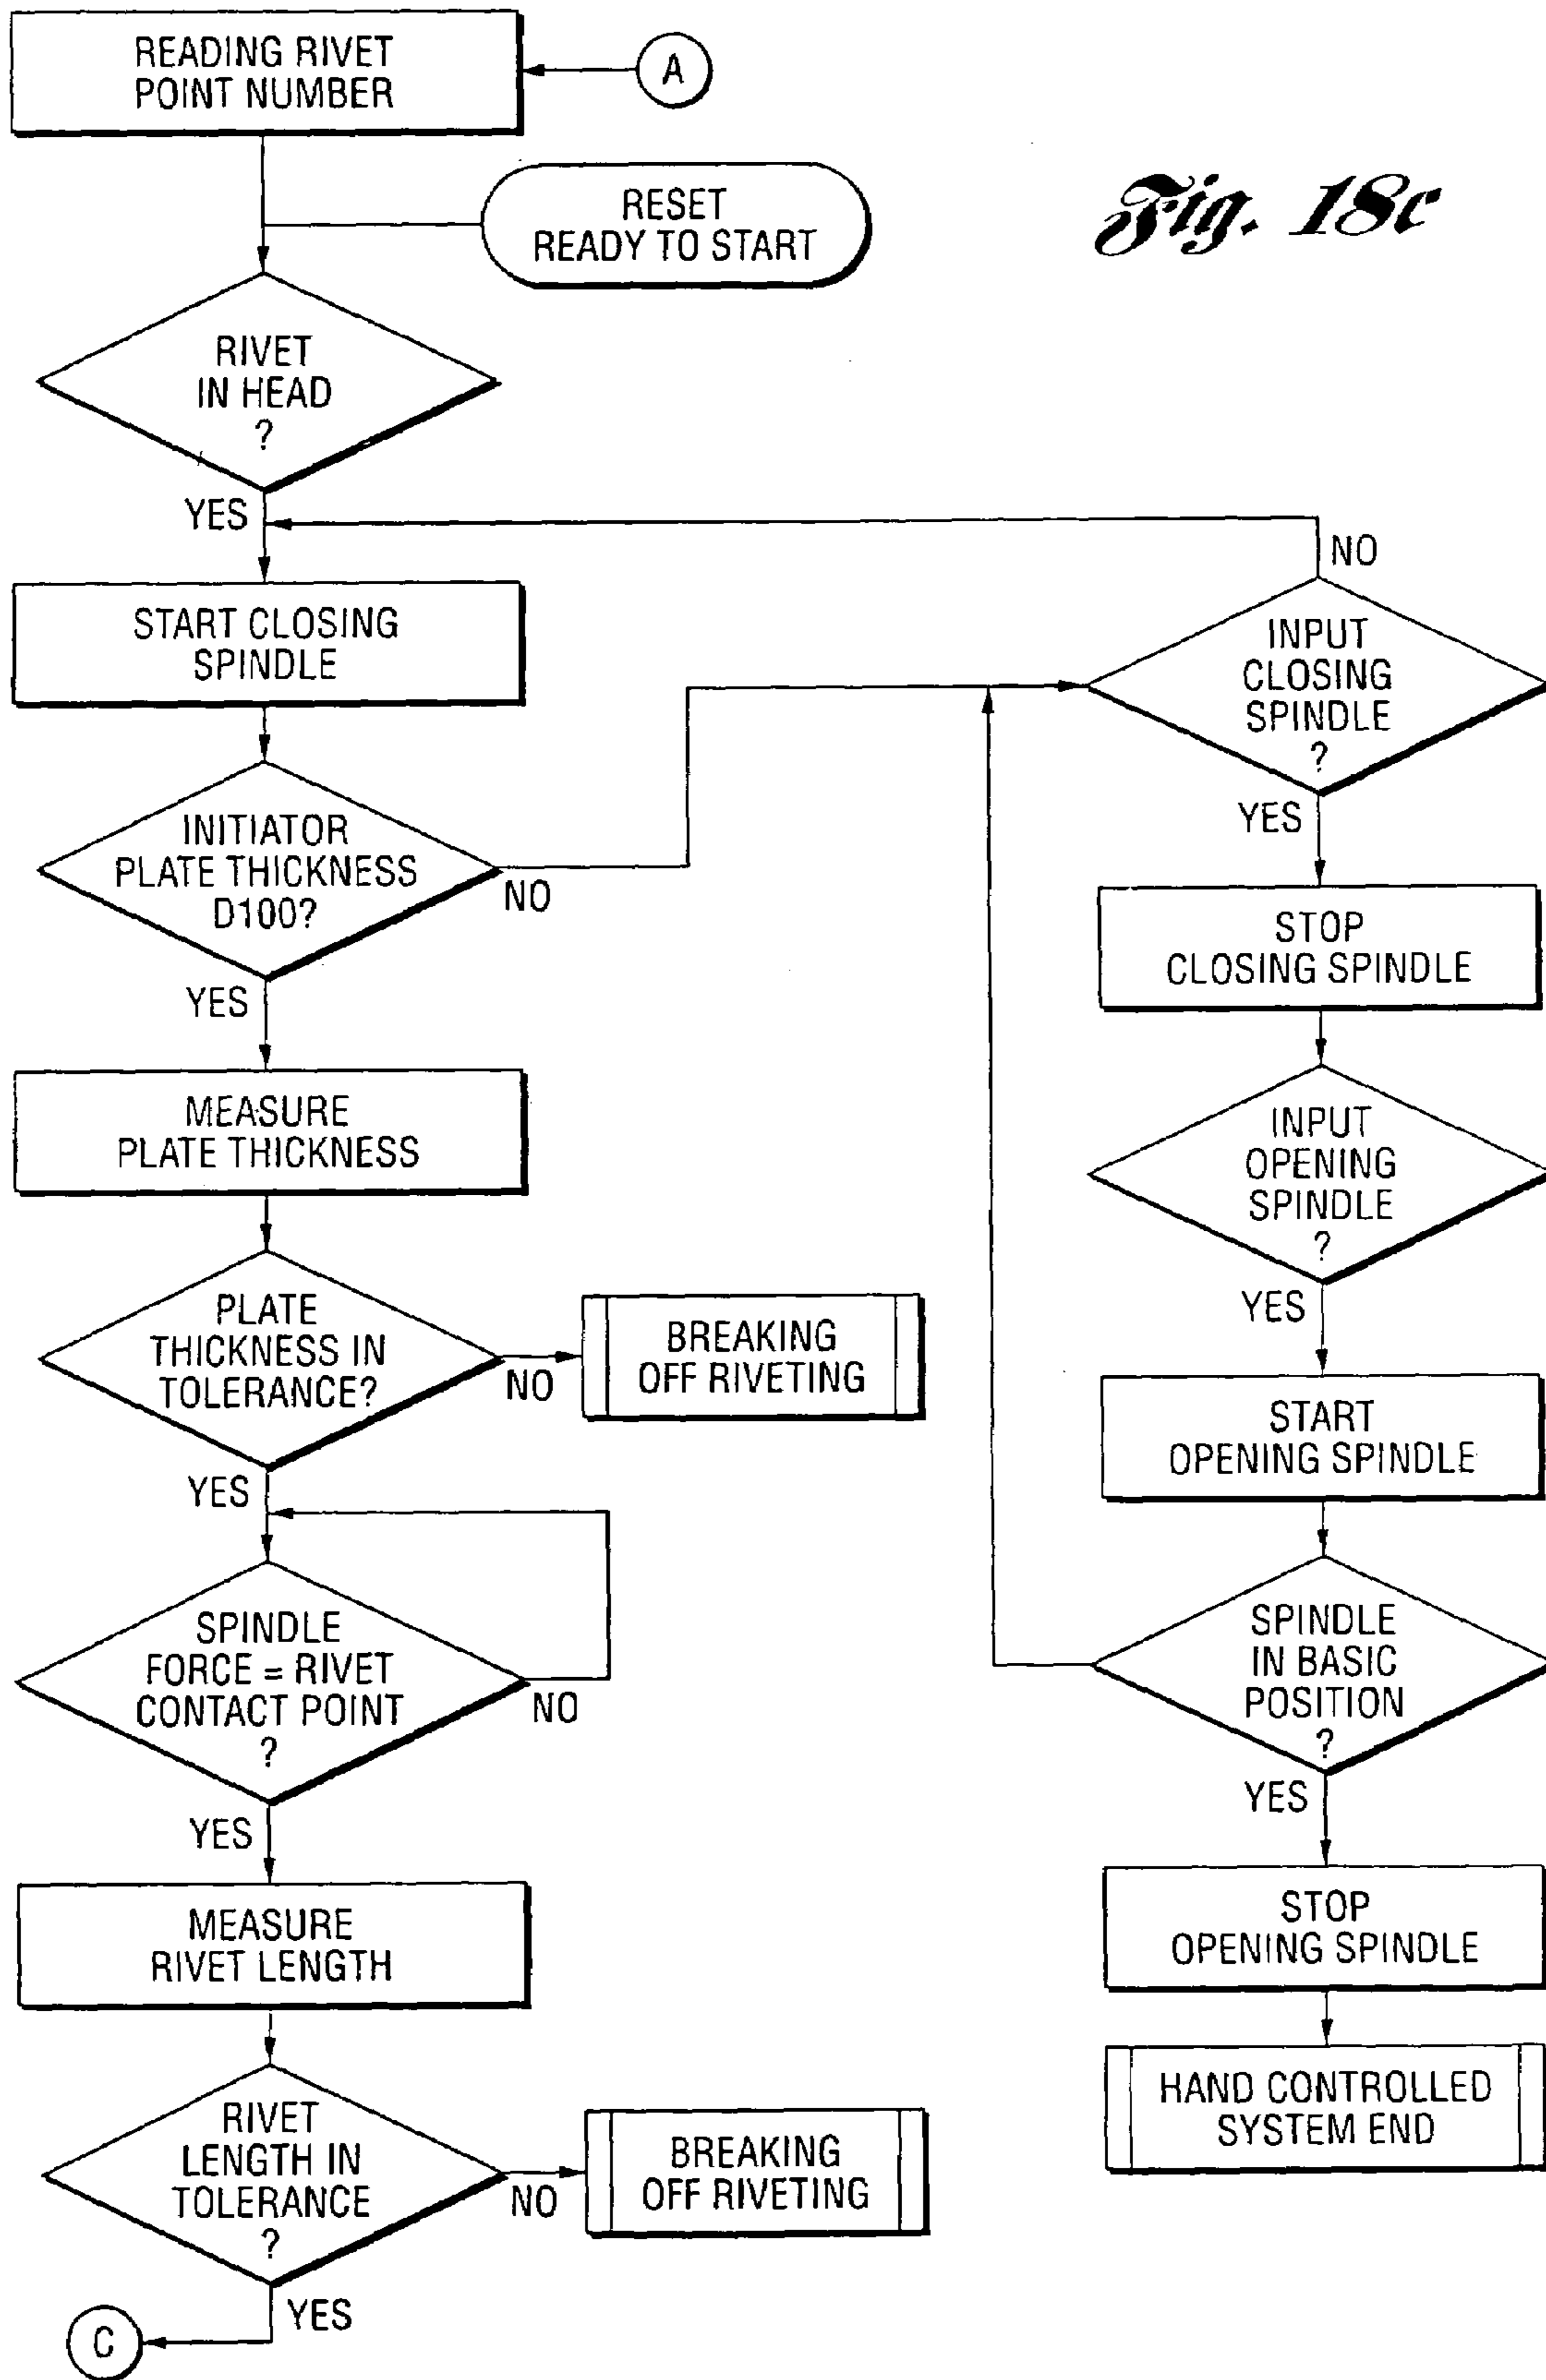 READING RIVET
POINT NUMBER
A
RESET
READY TO START
Fig. 18c
RIVET
IN HEAD
?
YES
START CLOSING
SPINDLE
INITIATOR
PLATE THICKNESS
D100?
NO
YES
MEASURE
PLATE THICKNESS
PLATE
THICKNESS IN
TOLERANCE?
NO
BREAKING
OFF RIVETING
YES
SPINDLE
FORCE = RIVET
CONTACT POINT
?
NO
YES
MEASURE
RIVET LENGTH
RIVET
LENGTH IN
TOLERANCE
?
NO
BREAKING
OFF RIVETING
YES
C
NO
INPUT
CLOSING
SPINDLE
?
YES
STOP
CLOSING SPINDLE
INPUT
OPENING
SPINDLE
?
YES
START
OPENING SPINDLE
SPINDLE
IN BASIC
POSITION
?
YES
STOP
OPENING SPINDLE
HAND CONTROLLED
SYSTEM END